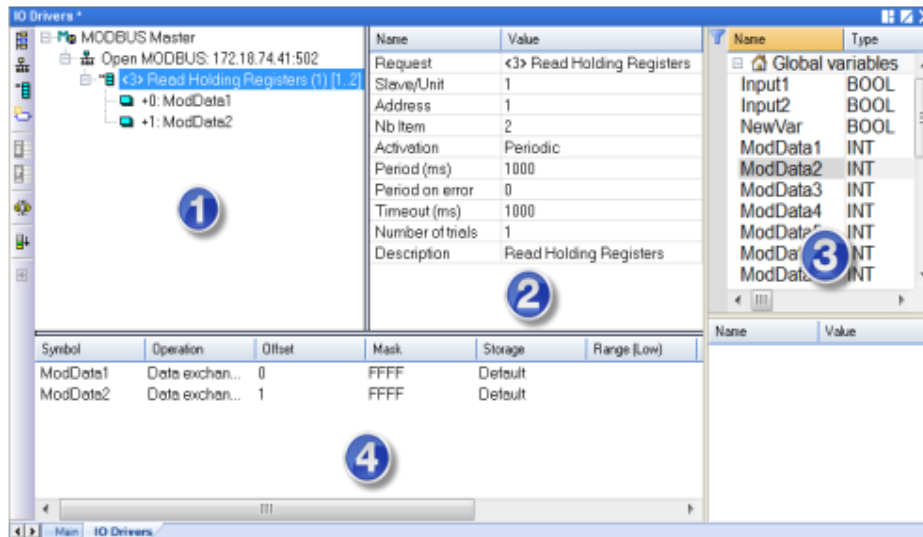 IO Drivers *
MODBUS Master
Open MODBUS: 172.18.74.41:502
<3> Read Holding Registers (1) [1..2]
+0: ModData1
+1: ModData2
1
Name Value
Request <3> Read Holding Registers
Slave/Unit 1
Address 1
Nb Item 2
Activation Periodic
Period (ms) 1000
Period on error 0
Timeout (ms) 1000
Number of trials 1
Description Read Holding Registers
2
Name Type
Global variables
Input1 BOOL
Input2 BOOL
NewVar BOOL
ModData1 INT
ModData2 INT
ModData3 INT
ModData4 INT
INT
ModDat NT
ModData INT
3
Name Value
Symbol Operation Offset Mask Storage Range (Low)
ModData1 Data exchan... 0 FFFF Default
ModData2 Data exchan... 1 FFFF Default
4
Main IO Drivers